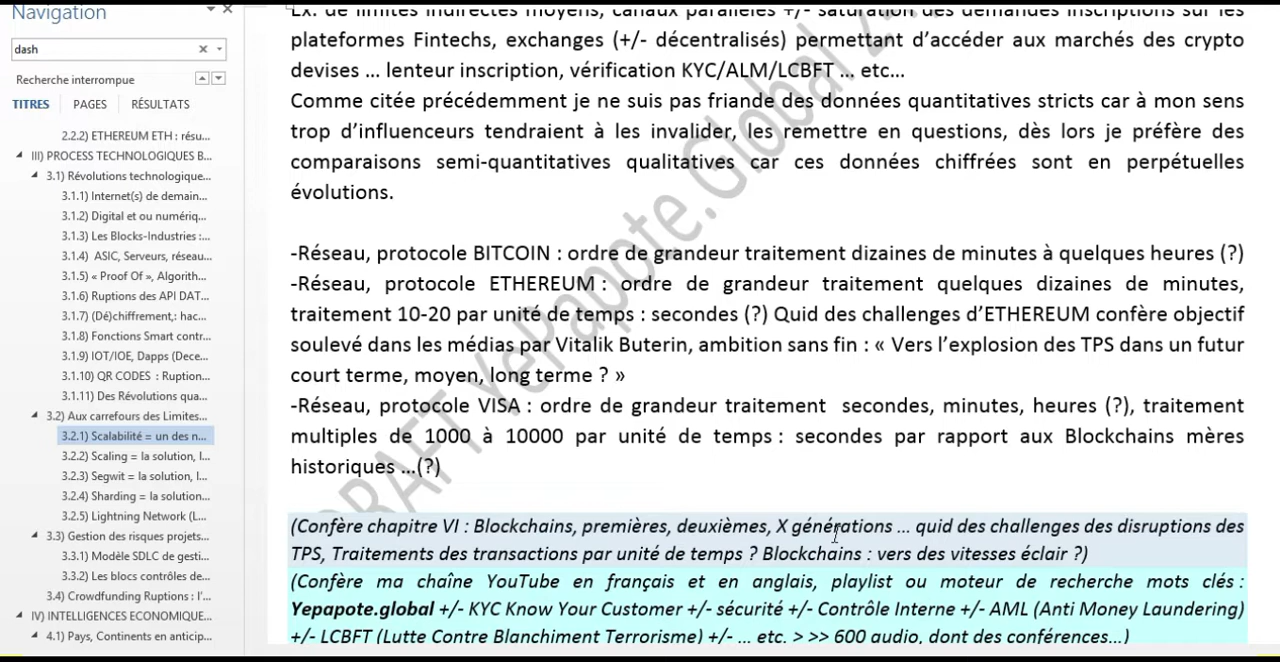 Navigation
dash
Recherche interrompue
TITRES PAGES RÉSULTATS
2.2.2) ETHEREUM ETH : résu...
III) PROCESS TECHNOLOGIQUES B...
3.1) Révolutions technologique...
3.1.1) Internet(s) de demain...
3.1.2) Digital et ou numériq...
3.1.3) Les Blocks-Industries :...
3.1.4) ASIC, Serveurs, réseau...
3.1.5) « Proof Of », Algorith...
3.1.6) Ruptions des API DAT...
3.1.7) (Dé)chiffrement,: hac...
3.1.8) Fonctions Smart contr...
3.1.9) IOT/IOE, Dapps (Dece...
3.1.10) QR CODES : Ruption...
3.1.11) Des Révolutions qua...
3.2) Aux carrefours des Limites...
3.2.1) Scalabilité = un des n...
3.2.2) Scaling = la solution, l...
3.2.3) Segwit = la solution, l...
3.2.4) Sharding = la solution...
3.2.5) Lightning Network (L...
3.3) Gestion des risques projets...
3.3.1) Modèle SDLC de gesti...
3.3.2) Les blocs contrôles de...
3.4) Crowdfunding Ruptions : l'...
IV) INTELLIGENCES ECONOMIQUE...
4.1) Pays, Continents en anticip...
Ex. de limites indirectes moyens, canaux parallèles +/- saturation des demandes inscriptions sur les
plateformes Fintechs, exchanges (+/- décentralisés) permettant d'accéder aux marchés des crypto
devises ... lenteur inscription, vérification KYC/ALM/LCBFT ... etc...
Comme citée précédemment je ne suis pas friande des données quantitatives stricts car à mon sens
trop d'influenceurs tendraient à les invalider, les remettre en questions, dès lors je préfère des
comparaisons semi-quantitatives qualitatives car ces données chiffrées sont en perpétuelles
évolutions.
-Réseau, protocole BITCOIN : ordre de grandeur traitement dizaines de minutes à quelques heures (?)
-Réseau, protocole ETHEREUM : ordre de grandeur traitement quelques dizaines de minutes,
traitement 10-20 par unité de temps : secondes (?) Quid des challenges d'ETHEREUM confère objectif
soulevé dans les médias par Vitalik Buterin, ambition sans fin : « Vers l'explosion des TPS dans un futur
court terme, moyen, long terme ? »
-Réseau, protocole VISA : ordre de grandeur traitement secondes, minutes, heures (?), traitement
multiples de 1000 à 10000 par unité de temps : secondes par rapport aux Blockchains mères
historiques ...(?)
(Confère chapitre VI : Blockchains, premières, deuxièmes, X générations ... quid des challenges des disruptions des
TPS, Traitements des transactions par unité de temps ? Blockchains : vers des vitesses éclair ?)
(Confère ma chaîne YouTube en français et en anglais, playlist ou moteur de recherche mots clés :
Yepapote.global +/- KYC Know Your Customer +/- sécurité +/- Contrôle Interne +/- AML (Anti Money Laundering)
+/- LCBFT (Lutte Contre Blanchiment Terrorisme) +/- ... etc. > >> 600 audio, dont des conférences...)
DRAFT YePapote.Global